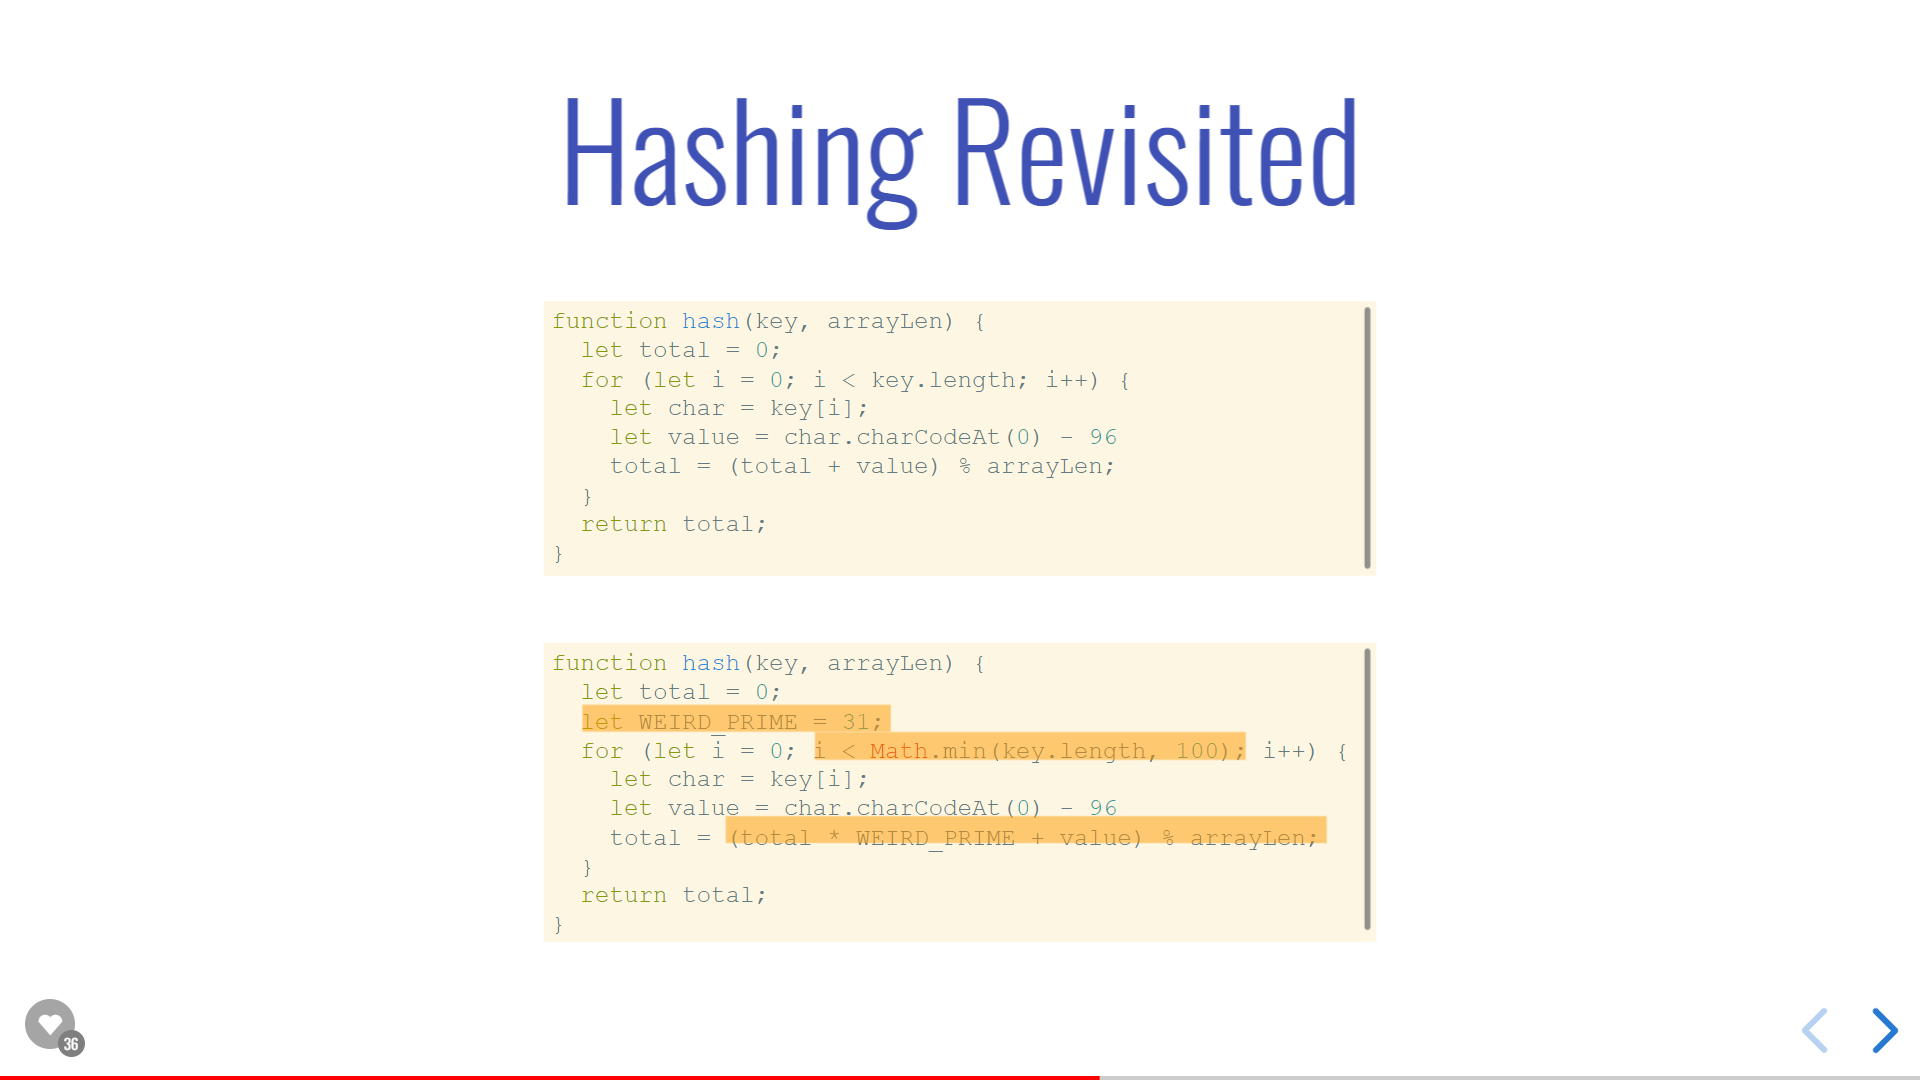 Hashing Revisited
function hash(key, arrayLen) {
  let total = 0;
  for (let i = 0; i < key.length; i++) {
    let char = key[i];
    let value = char.charCodeAt(0) - 96
    total = (total + value) % arrayLen;
  }
  return total;
}
function hash(key, arrayLen) {
  let total = 0;
  let WEIRD_PRIME = 31;
  for (let i = 0; i < Math.min(key.length, 100); i++) {
    let char = key[i];
    let value = char.charCodeAt(0) - 96
    total = (total * WEIRD_PRIME + value) % arrayLen;
  }
  return total;
}
36